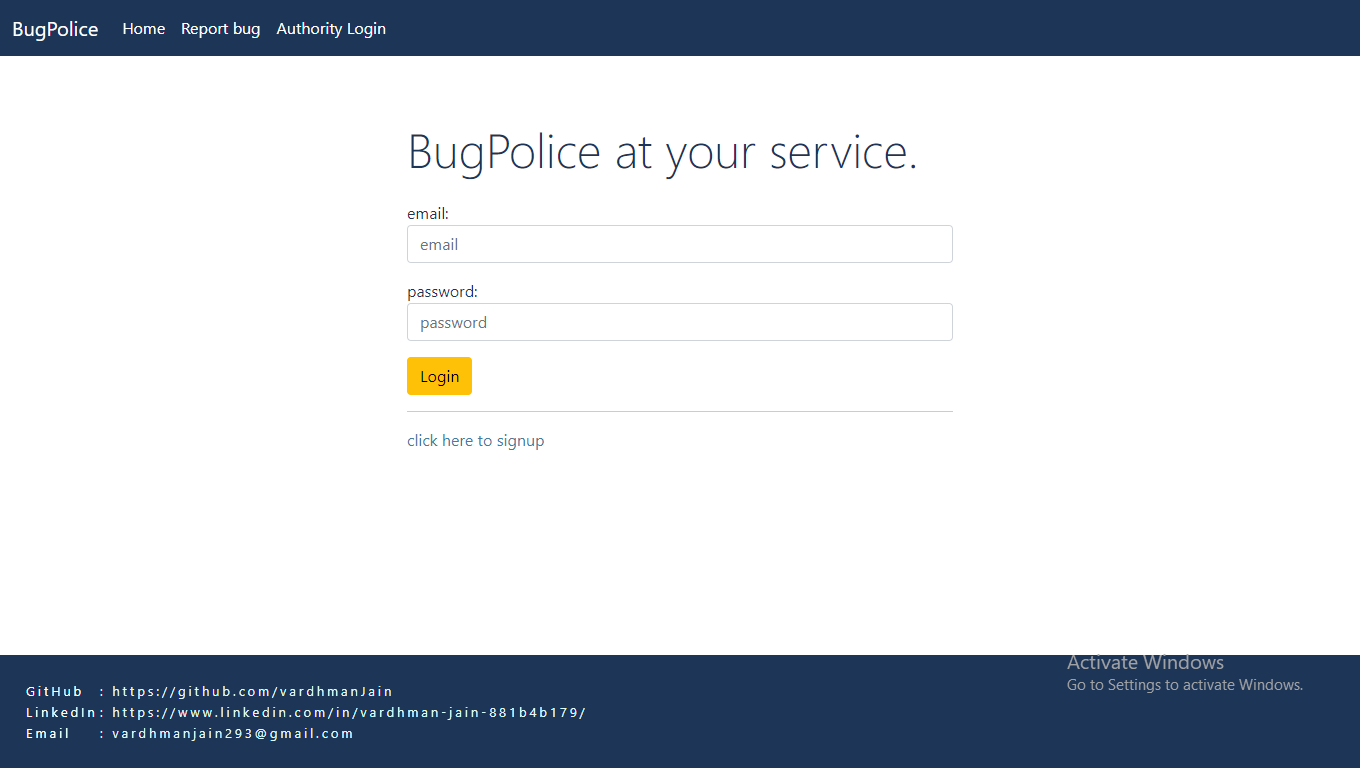 BugPolice Home Report bug Authority Login
BugPolice at your service.
email:
email
password:
password
Login
click here to signup
Activate Windows
Go to Settings to activate Windows.
GitHub : https://github.com/vardhmanJain
LinkedIn : https://www.linkedin.com/in/vardhman-jain-881b4b179/
Email : vardhmanjain293@gmail.com